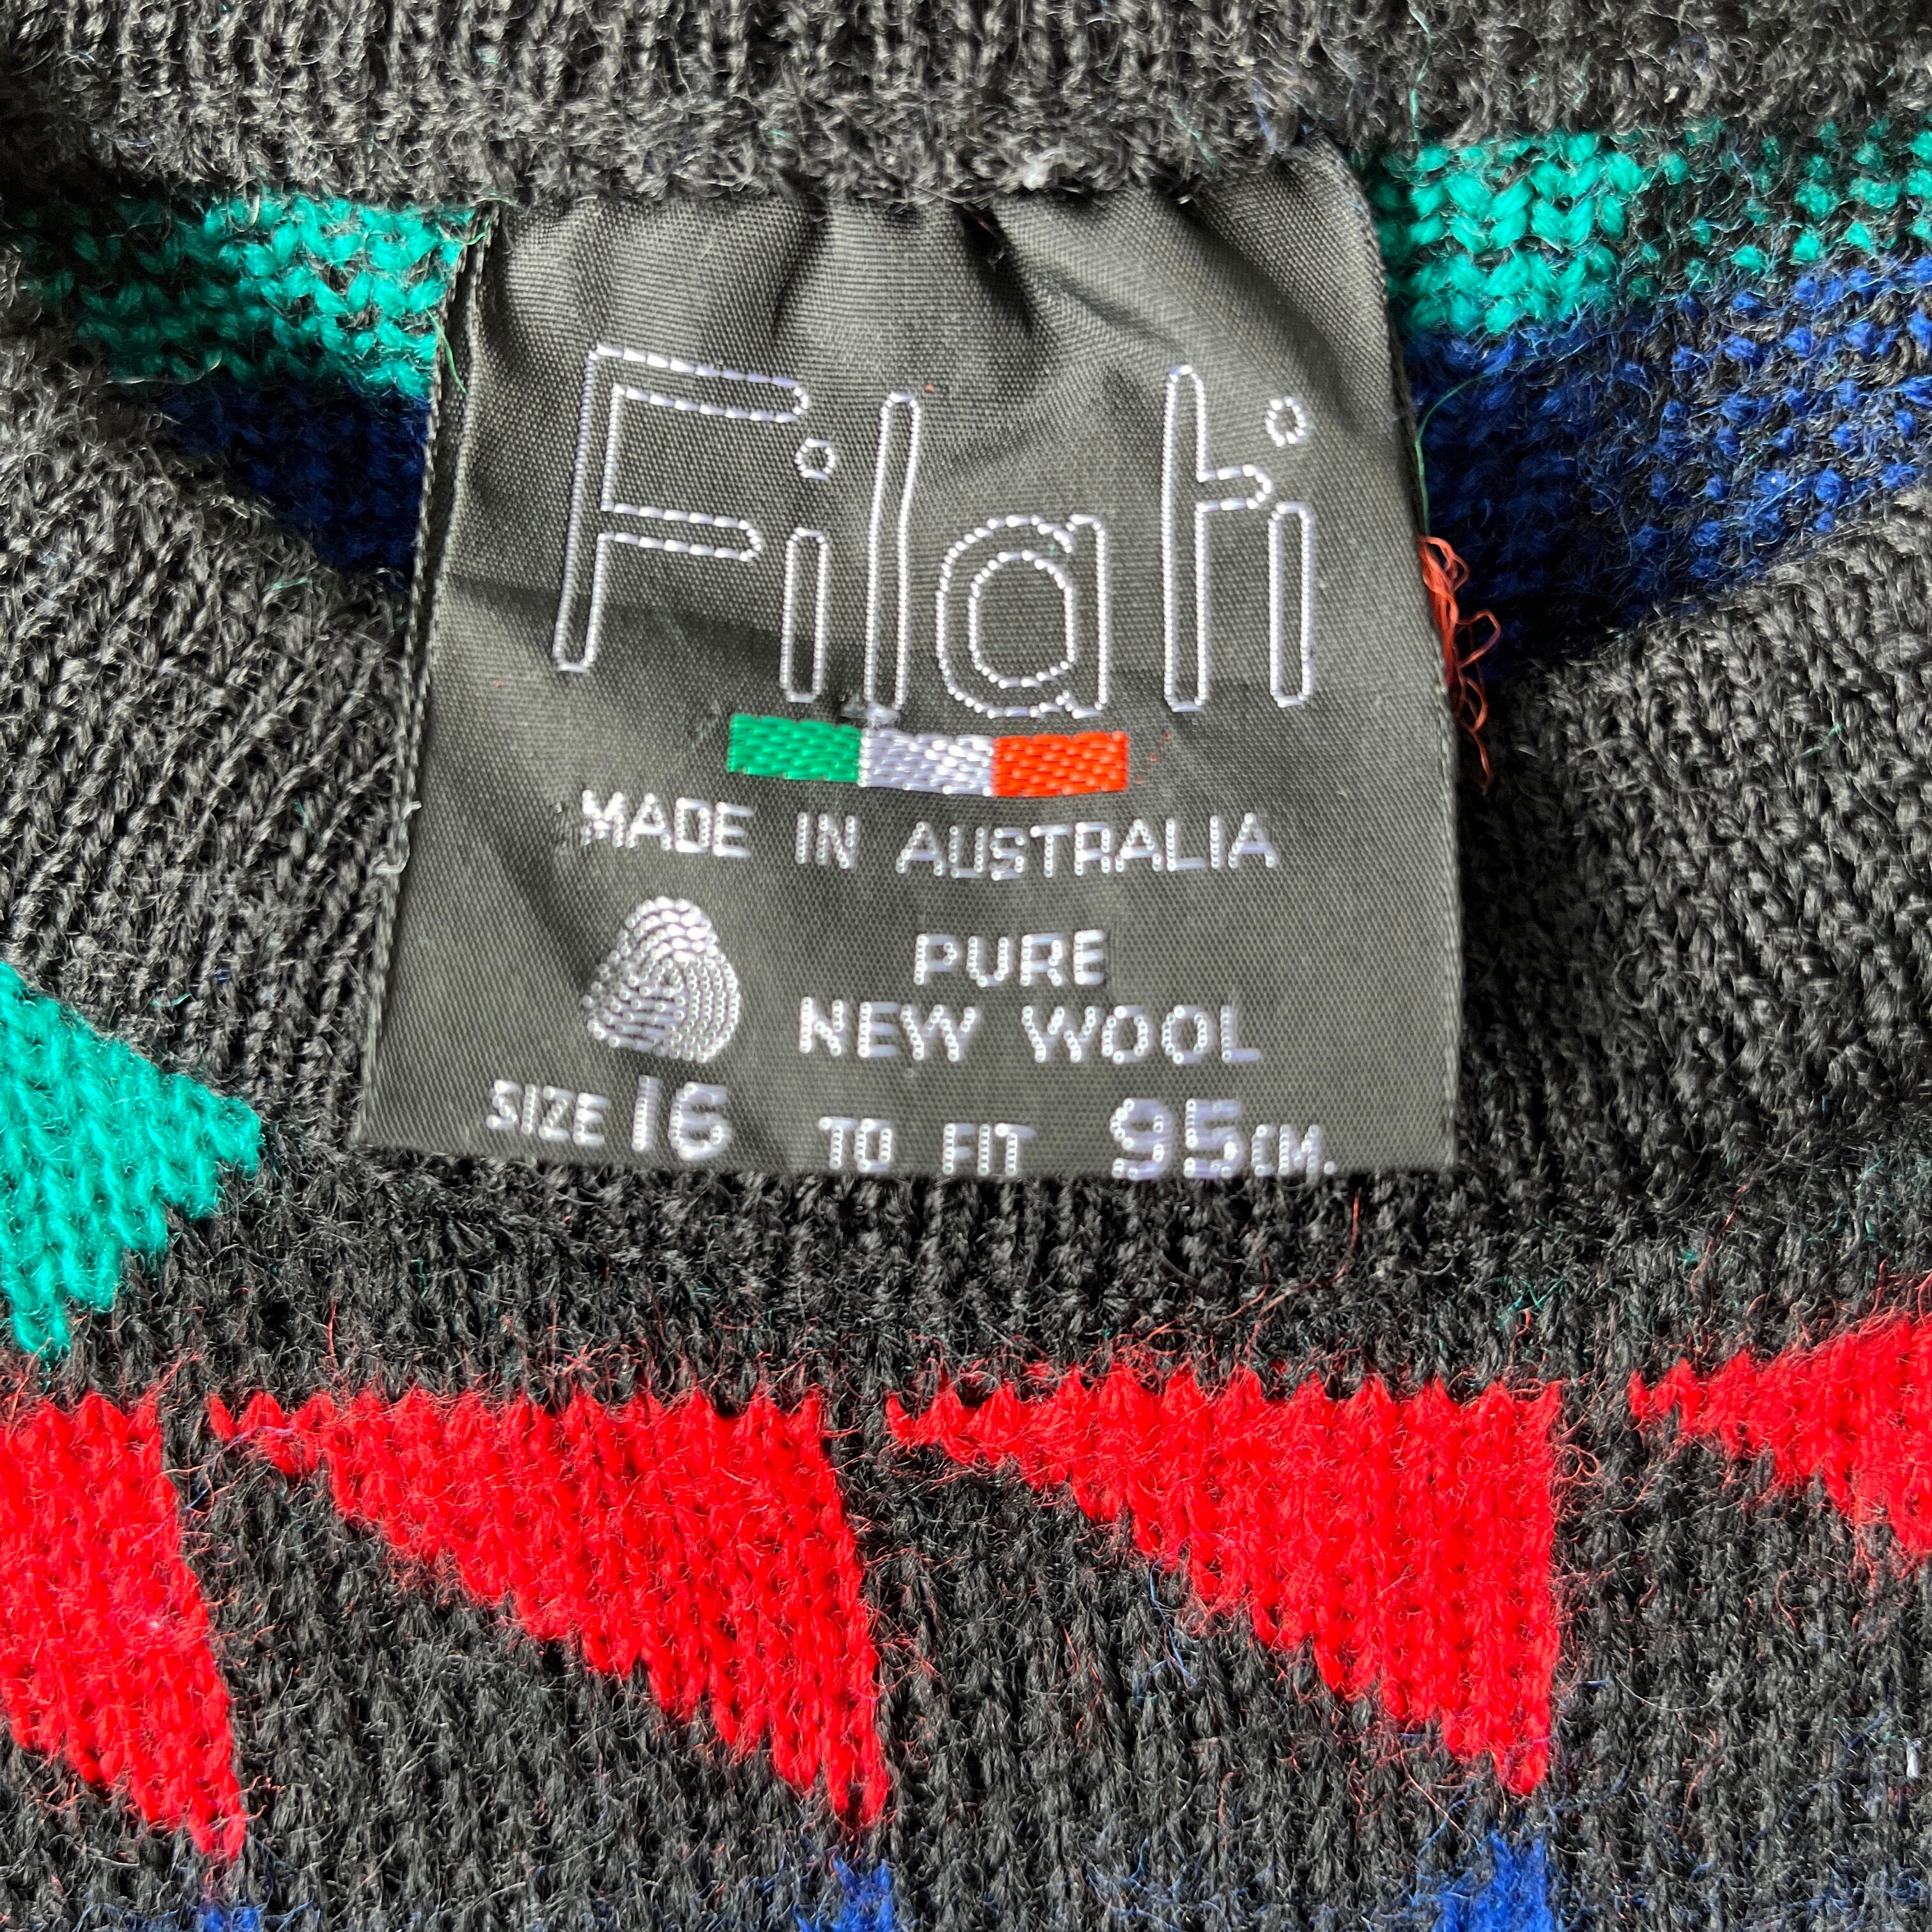 Filati
MADE IN AUSTRALIA
PURE
NEW WOOL
SIZE 16 TO FIT 95CM.